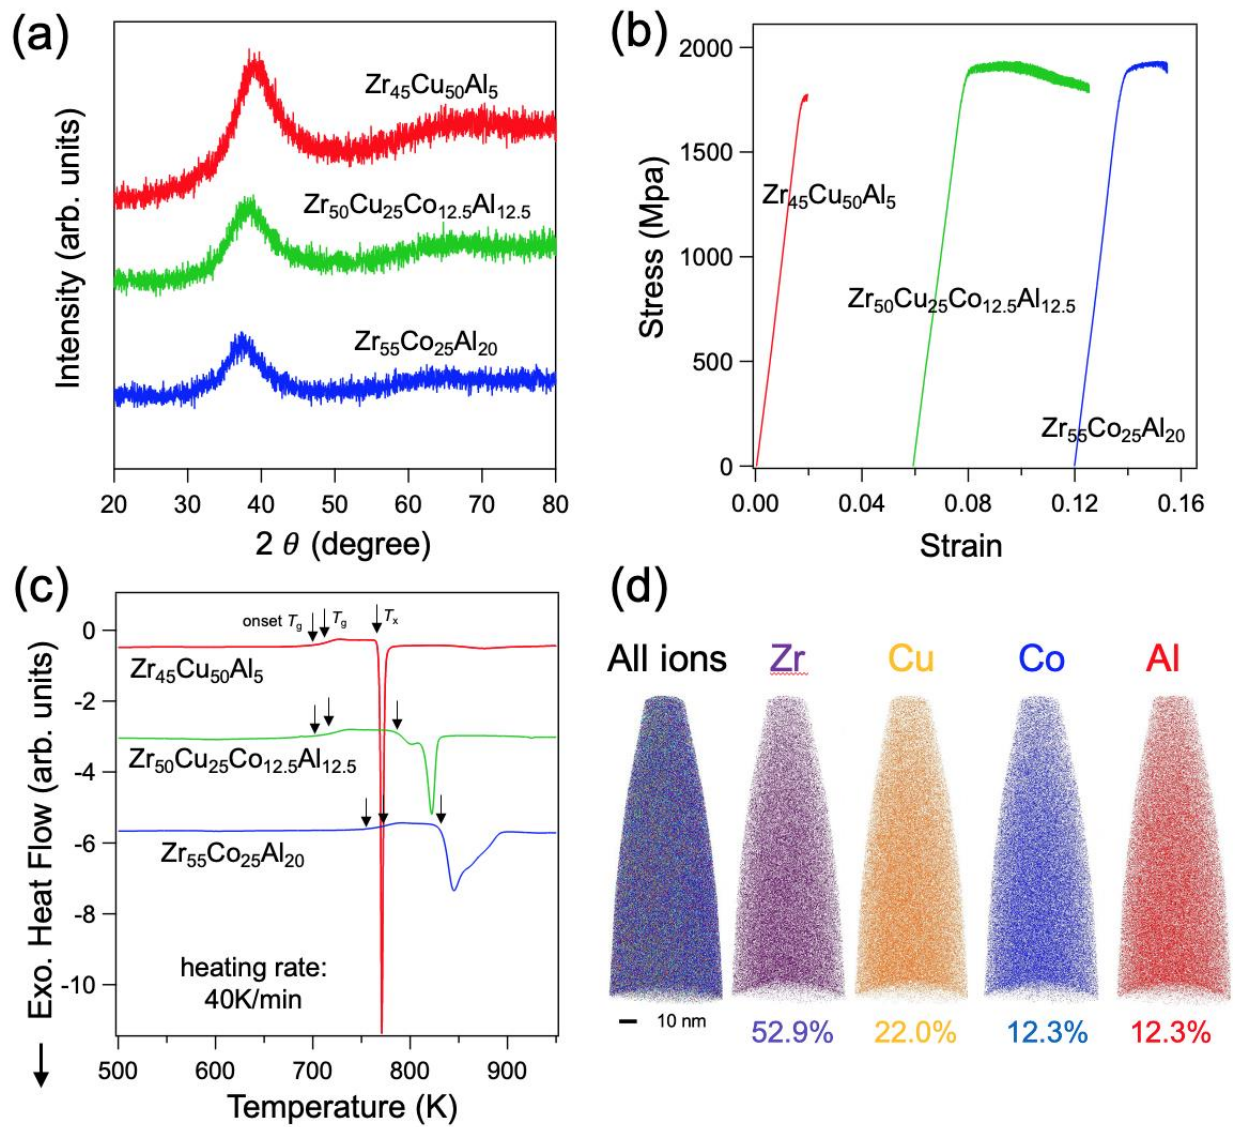 (a)
Intensity (arb. units)
Zr45Cu50Al5
Zr50Cu25Co12.5Al12.5
Zr55Co25Al20
20 30 40 50 60 70 80
2 θ (degree)
(b)
Stress (Mpa)
2000
1500
1000
500
0
Zr45Cu50Al5
Zr50Cu25Co12.5Al12.5
Zr55Co25Al20
0.00 0.04 0.08 0.12 0.16
Strain
(c)
Exo. Heat Flow (arb. units)
0
-2
-4
-6
-8
-10
onset Tg Tg Tx
Zr45Cu50Al5
Zr50Cu25Co12.5Al12.5
Zr55Co25Al20
heating rate:
40K/min
500 600 700 800 900
Temperature (K)
(d)
All ions Zr Cu Co Al
10 nm 52.9% 22.0% 12.3% 12.3%